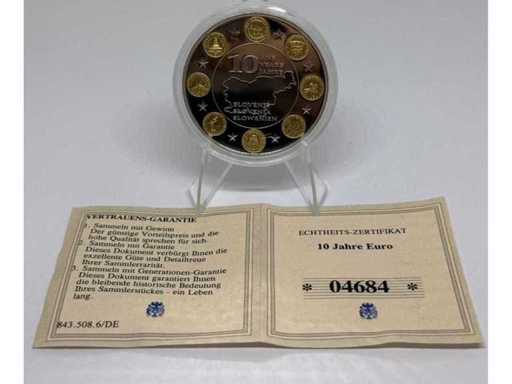 10
YEARS
JAHRE
SLOVENIA
SLOWENIEN
VERTRAUENS-GARANTIE
1. Sammeln mit Gewinn
Der günstige Vorteilspreis und die
hohe Qualität sprechen für sich.
2. Sammeln mit Garantie
Dieses Dokument verbürgt Ihnen die
exzellente Güte und Detailtreue
Ihrer Sammlerrarität.
3. Sammeln mit Generationen-Garantie
Dieses Dokument garantiert Ihnen
die bleibende historische Bedeutung
Ihres Sammlerstückes - ein Leben
lang.
843.508.6/DE
ECHTHEITS-ZERTIFIKAT
10 Jahre Euro
* 04684 *